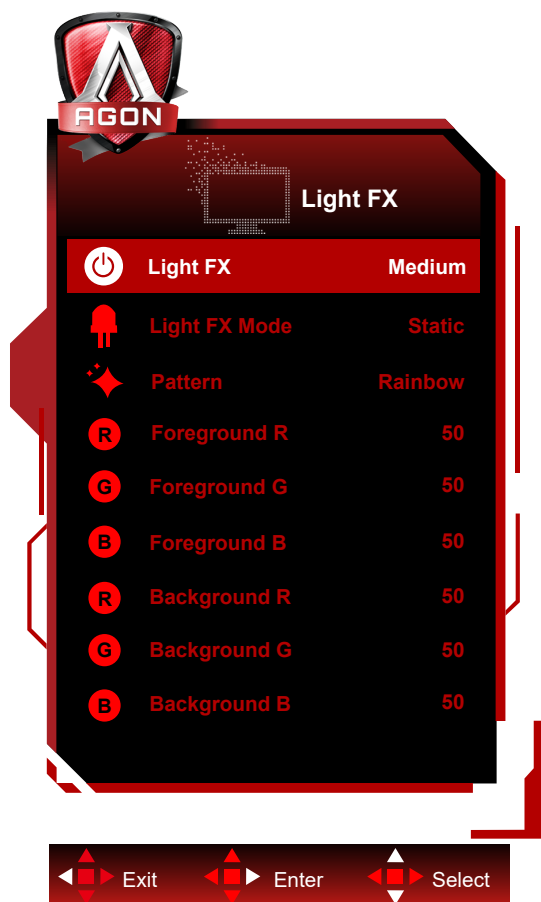 AGON
Light FX
Light FX Medium
Light FX Mode Static
Pattern Rainbow
R Foreground R 50
G Foreground G 50
B Foreground B 50
R Background R 50
G Background G 50
B Background B 50
Exit Enter Select